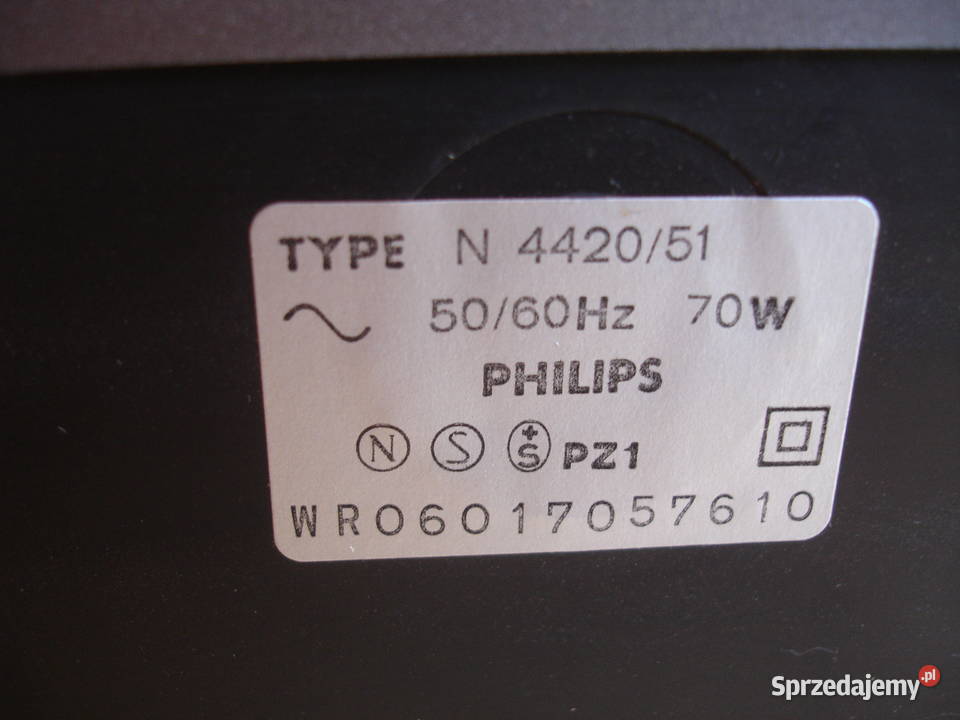 TYPE N 4420/51
~ 50/60Hz 70W
PHILIPS
N S +S PZ1
WR06017057610
Sprzedajemy.pl